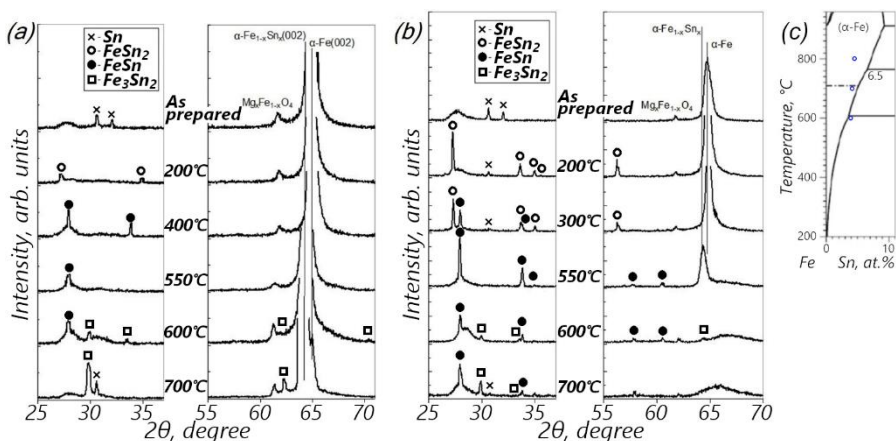 (a)
× Sn
○ FeSn₂
● FeSn
□ Fe₃Sn₂
As prepared
200℃
400℃
550℃
600℃
700℃
α-Fe₁₋ₓSnₓ(002)
α-Fe(002)
MgₓFe₁₋ₓO₄
Intensity, arb. units
25 30 35
55 60 65 70
2θ, degree
(b)
× Sn
○ FeSn₂
● FeSn
□ Fe₃Sn₂
As prepared
200℃
300℃
550℃
600℃
700℃
α-Fe₁₋ₓSnₓ
α-Fe
MgₓFe₁₋ₓO₄
Intensity, arb. units
25 30 35
55 60 65 70
2θ, degree
(c)
(α-Fe)
6.5
Temperature, °C
800
600
400
200
0 10
Fe Sn, at.%